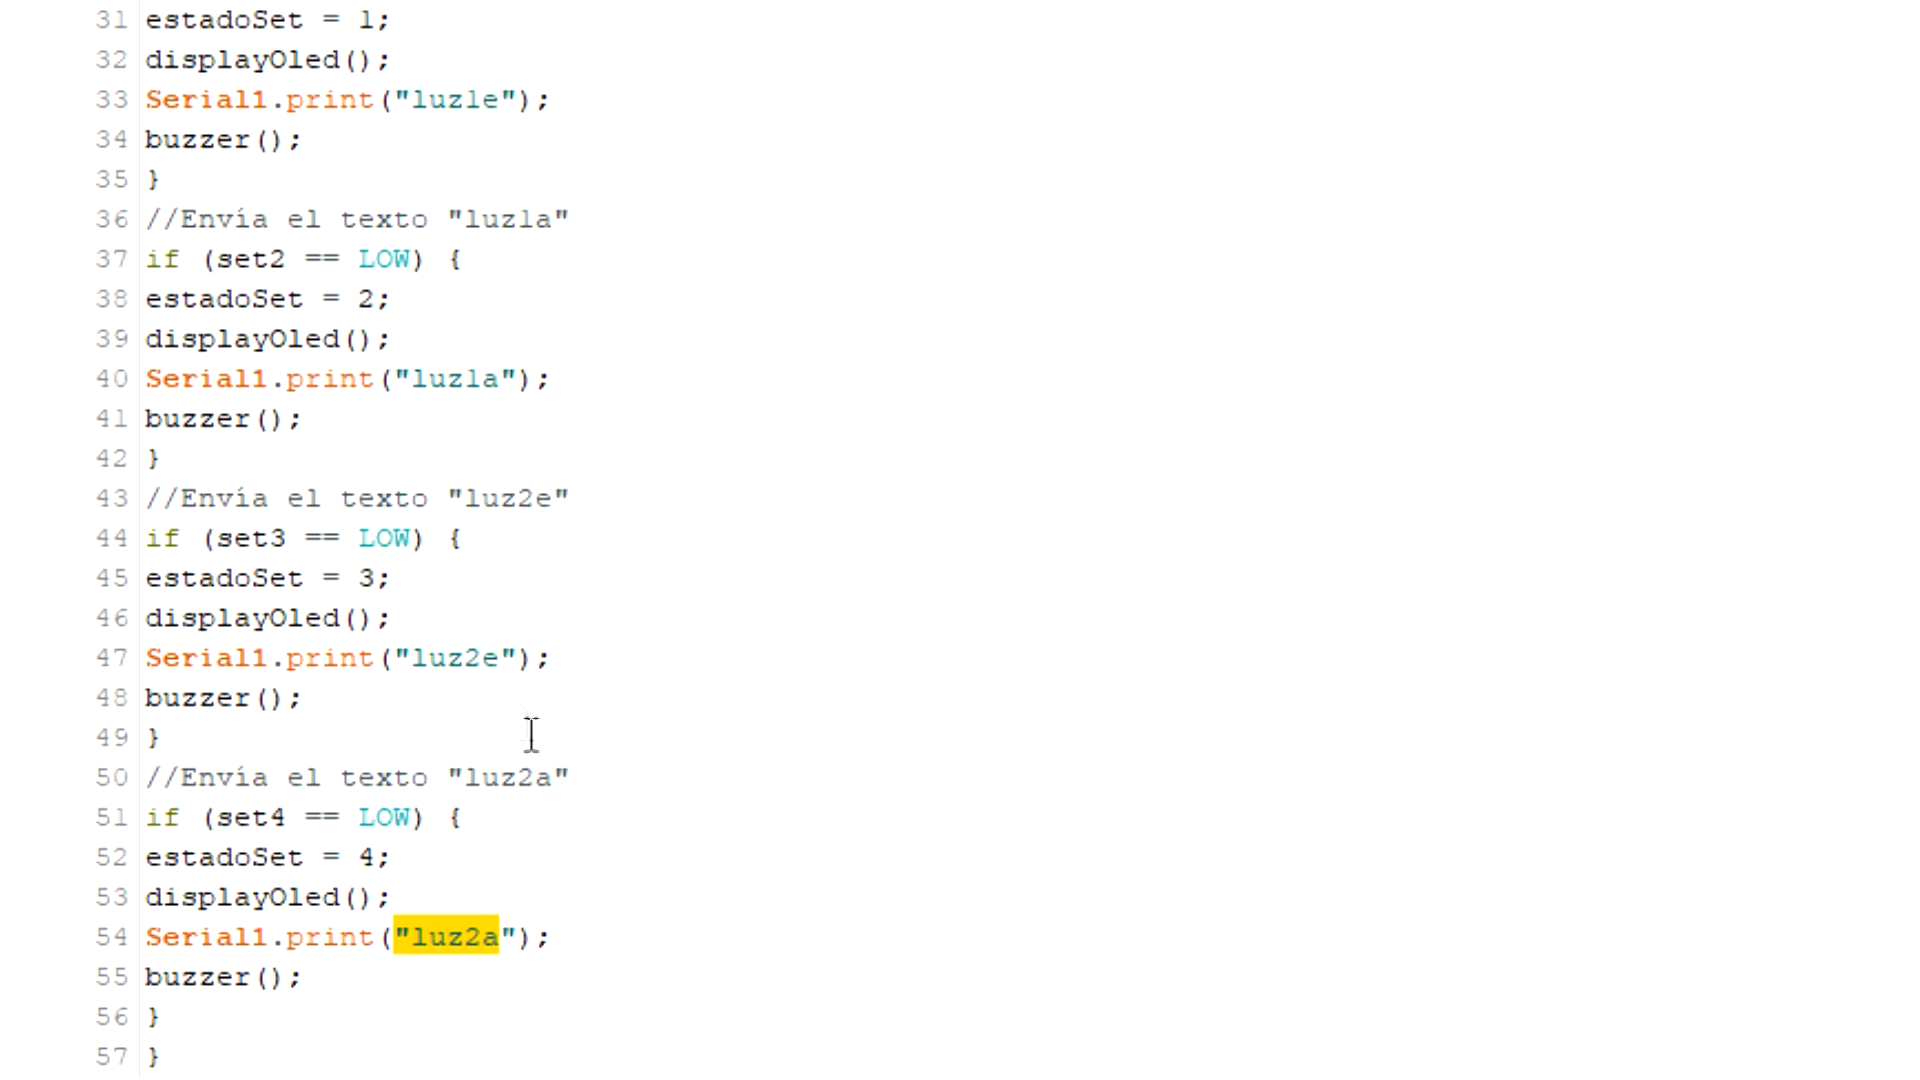 31 estadoSet = 1;
32 displayOled();
33 Serial1.print("luz1e");
34 buzzer();
35 }
36 //Envía el texto "luz1a"
37 if (set2 == LOW) {
38 estadoSet = 2;
39 displayOled();
40 Serial1.print("luz1a");
41 buzzer();
42 }
43 //Envía el texto "luz2e"
44 if (set3 == LOW) {
45 estadoSet = 3;
46 displayOled();
47 Serial1.print("luz2e");
48 buzzer();
49 }
50 //Envía el texto "luz2a"
51 if (set4 == LOW) {
52 estadoSet = 4;
53 displayOled();
54 Serial1.print("luz2a");
55 buzzer();
56 }
57 }